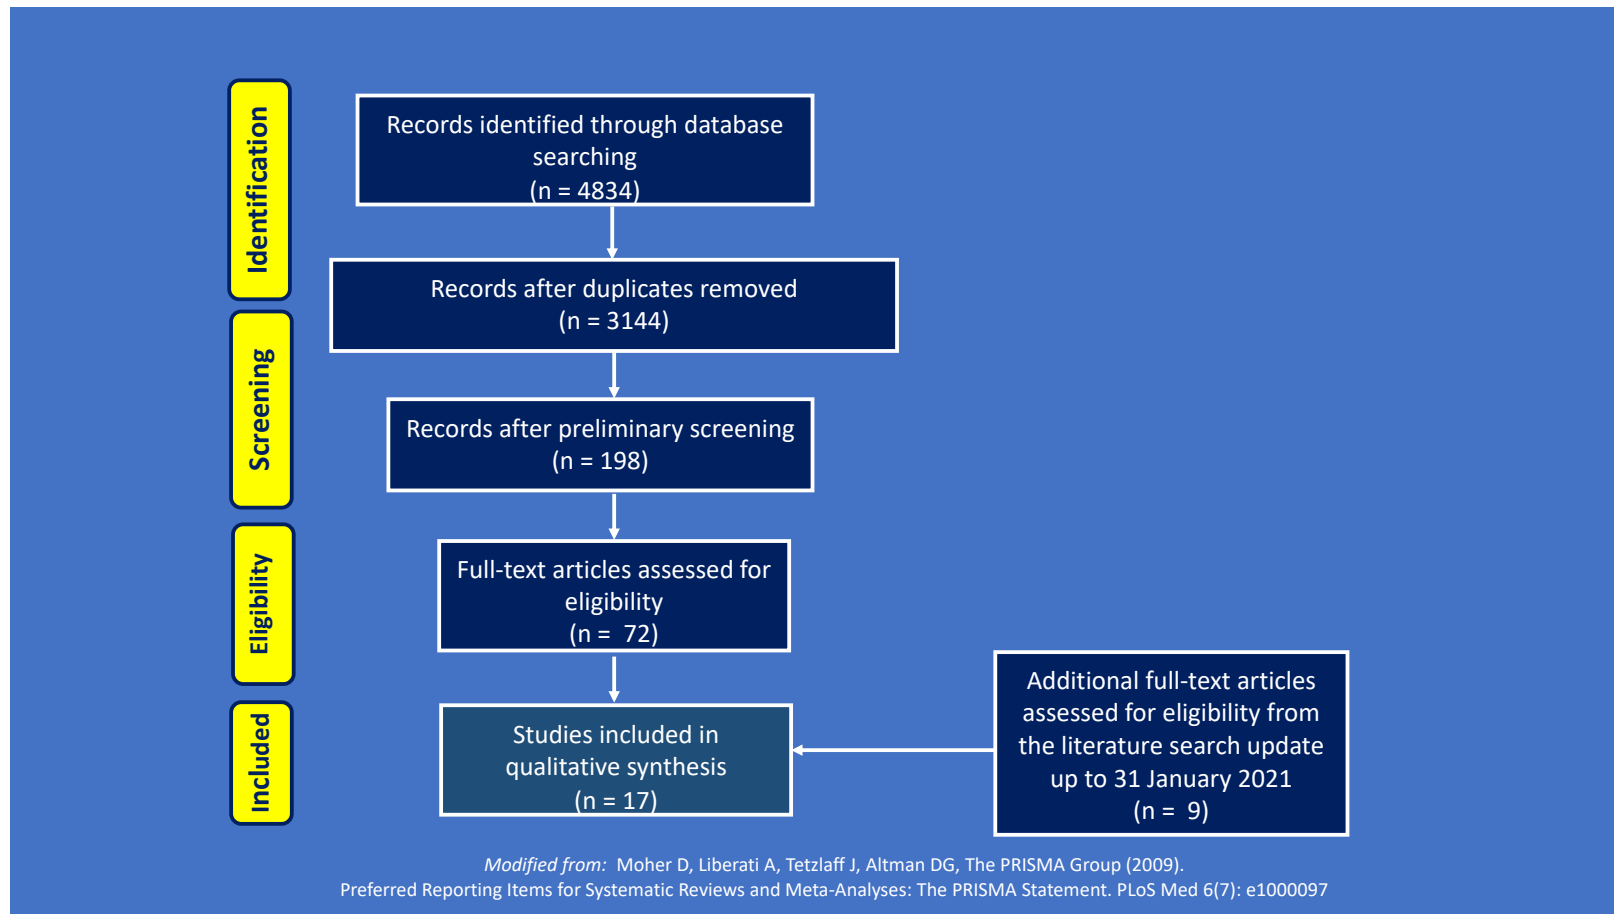 Identification
Records identified through database
searching
(n = 4834)
Records after duplicates removed
(n = 3144)
Screening
Records after preliminary screening
(n = 198)
Eligibility
Full-text articles assessed for
eligibility
(n =  72)
Included
Studies included in
qualitative synthesis
(n = 17)
Additional full-text articles
assessed for eligibility from
the literature search update
up to 31 January 2021
(n =  9)
Modified from:  Moher D, Liberati A, Tetzlaff J, Altman DG, The PRISMA Group (2009).
Preferred Reporting Items for Systematic Reviews and Meta-Analyses: The PRISMA Statement. PLoS Med 6(7): e1000097